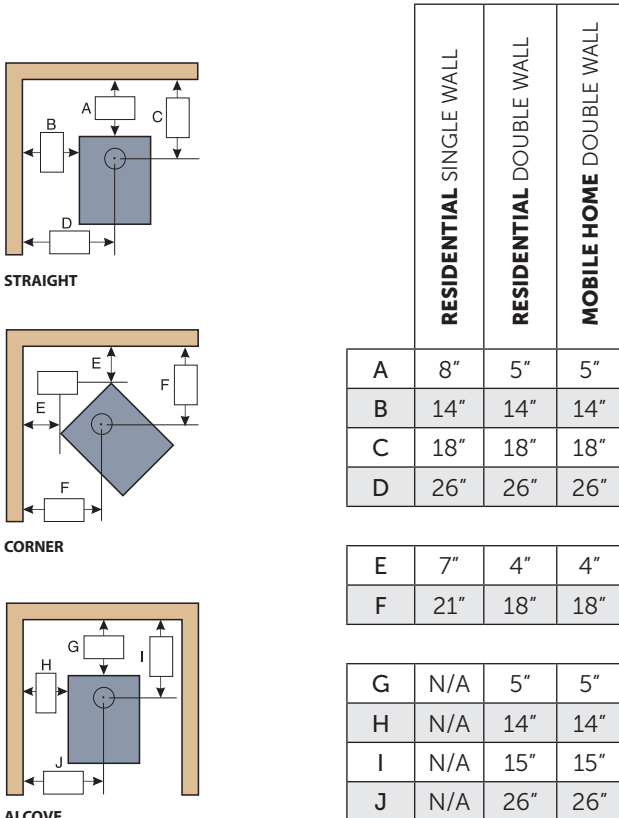 RESIDENTIAL SINGLE WALL
RESIDENTIAL DOUBLE WALL
MOBILE HOME DOUBLE WALL
A
C
B
D
STRAIGHT
E
F
E
F
CORNER
G
I
H
J
ALCOVE
A 8" 5" 5"
B 14" 14" 14"
C 18" 18" 18"
D 26" 26" 26"
E 7" 4" 4"
F 21" 18" 18"
G N/A 5" 5"
H N/A 14" 14"
I N/A 15" 15"
J N/A 26" 26"